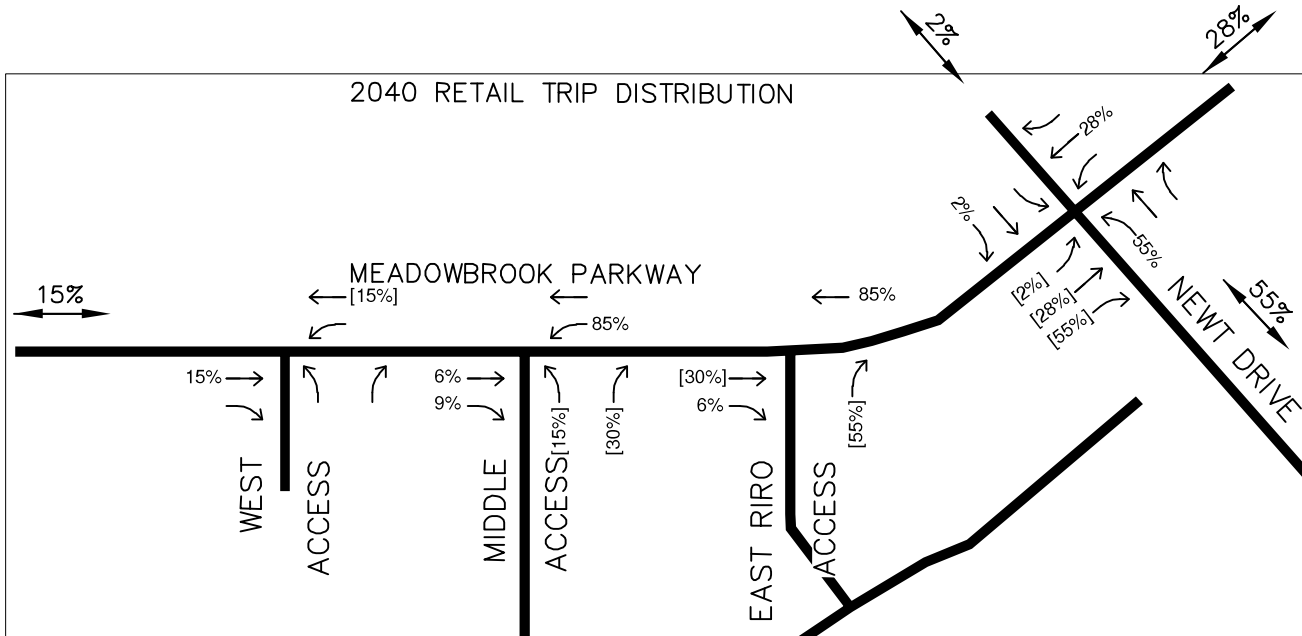 2%
28%
2040 RETAIL TRIP DISTRIBUTION
28%
2%
55%
MEADOWBROOK PARKWAY
15%
[15%]
85%
85%
[2%]
[28%]
[55%]
NEWT DRIVE
55%
15%
6%
9%
[15%]
[30%]
[30%]
6%
[55%]
WEST
ACCESS
MIDDLE
ACCESS
EAST RIRO
ACCESS